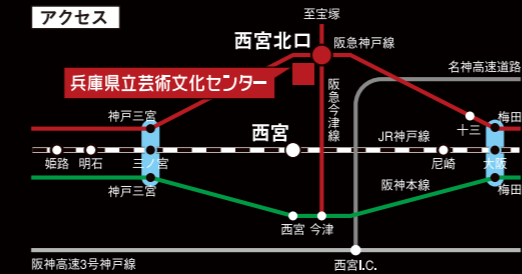 アクセス
至宝塚
西宮北口
阪急神戸線
名神高速道路
兵庫県立芸術文化センター
阪急今津線
神戸三宮
十三
梅田
西宮
JR神戸線
姫路
明石
三ノ宮
尼崎
大阪
神戸三宮
阪神本線
梅田
西宮
今津
阪神高速3号神戸線
西宮I.C.